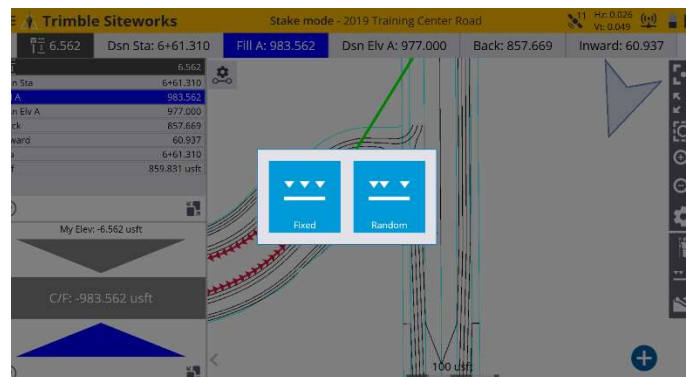 Trimble Siteworks
Stake mode - 2019 Training Center Road
11
Hz: 0.026
Vt: 0.049
6.562
Dsn Sta: 6+61.310
Fill A: 983.562
Dsn Elv A: 977.000
Back: 857.669
Inward: 60.937
6.562
Sta
6+61.310
A
983.562
Elv A
977.000
857.669
60.937
6+61.310
859.831 usft
My Elev: -6.562 usft
C/F: -983.562 usft
Fixed
Random
100 usft